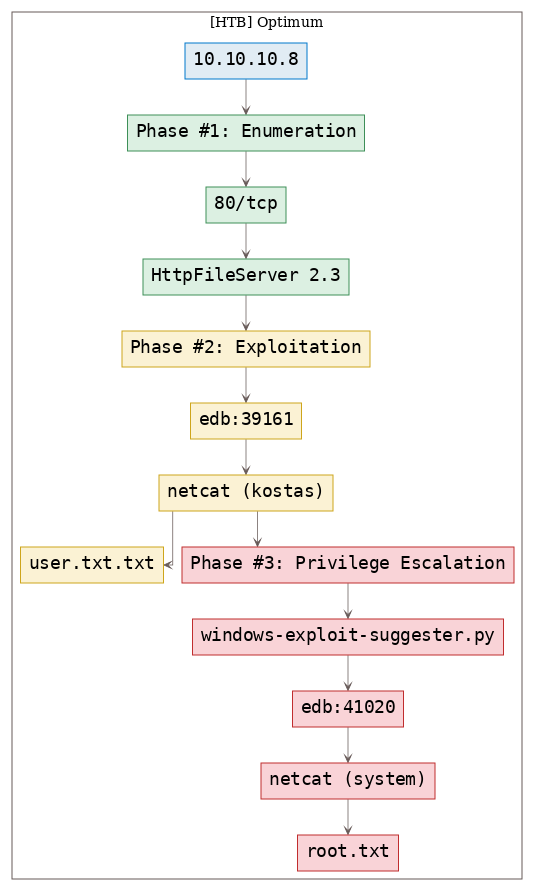 [HTB] Optimum
10.10.10.8
Phase #1: Enumeration
80/tcp
HttpFileServer 2.3
Phase #2: Exploitation
edb:39161
netcat (kostas)
user.txt.txt
Phase #3: Privilege Escalation
windows-exploit-suggester.py
edb:41020
netcat (system)
root.txt